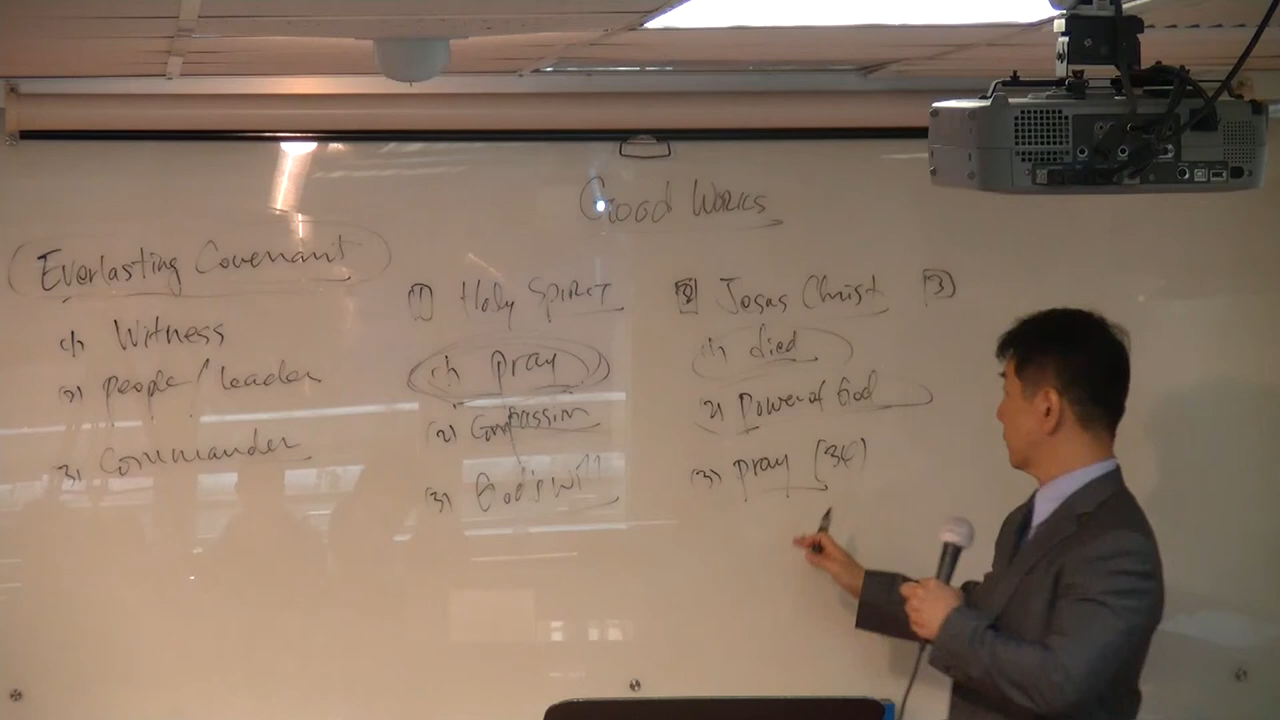 Good Works
Everlasting Covenant
1) Witness
2) people/leader
3) Commander
[1] Holy SPIRIT
1) pray
(2) Compassion
(3) God's will
[2] Jesus Christ
1) died
2) Power of God
(3) pray (34)
[3]